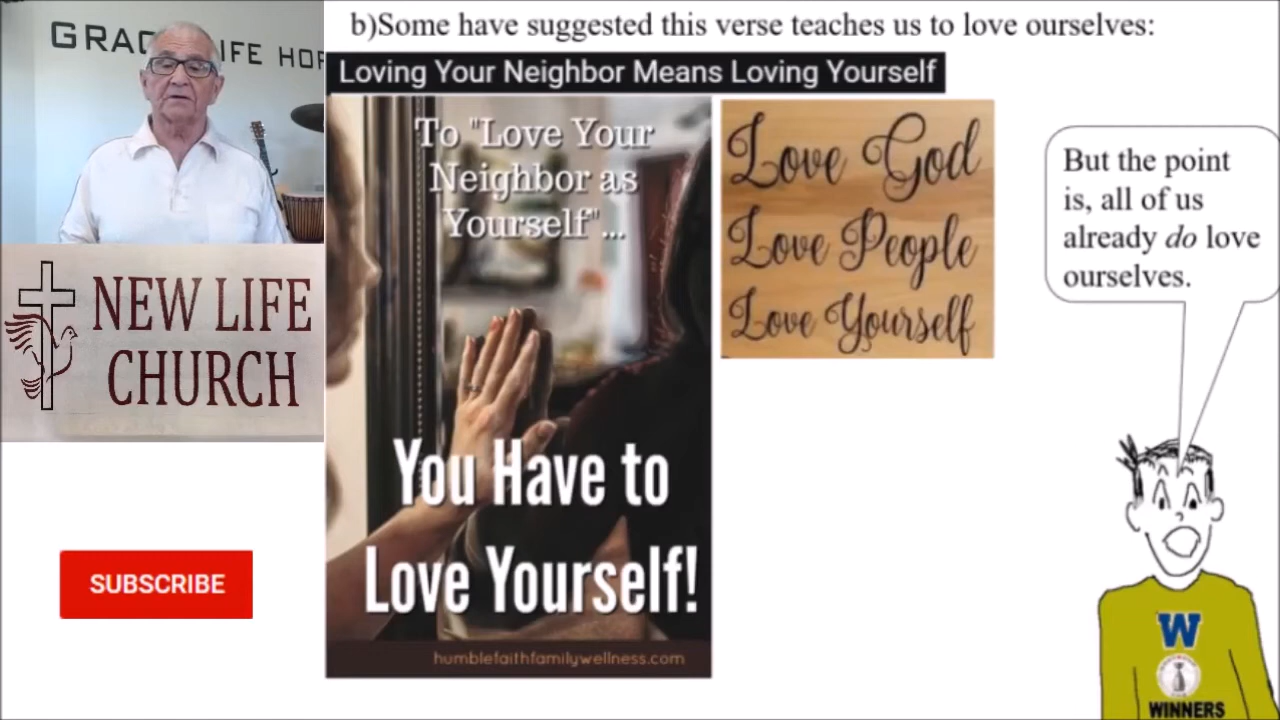 b)Some have suggested this verse teaches us to love ourselves:
Loving Your Neighbor Means Loving Yourself
To "Love Your
Neighbor as
Yourself"...
You Have to
Love Yourself!
humblefaithfamilywellness.com
Love God
Love People
Love Yourself
But the point
is, all of us
already do love
ourselves.
W
WINNERS
NEW LIFE
CHURCH
SUBSCRIBE